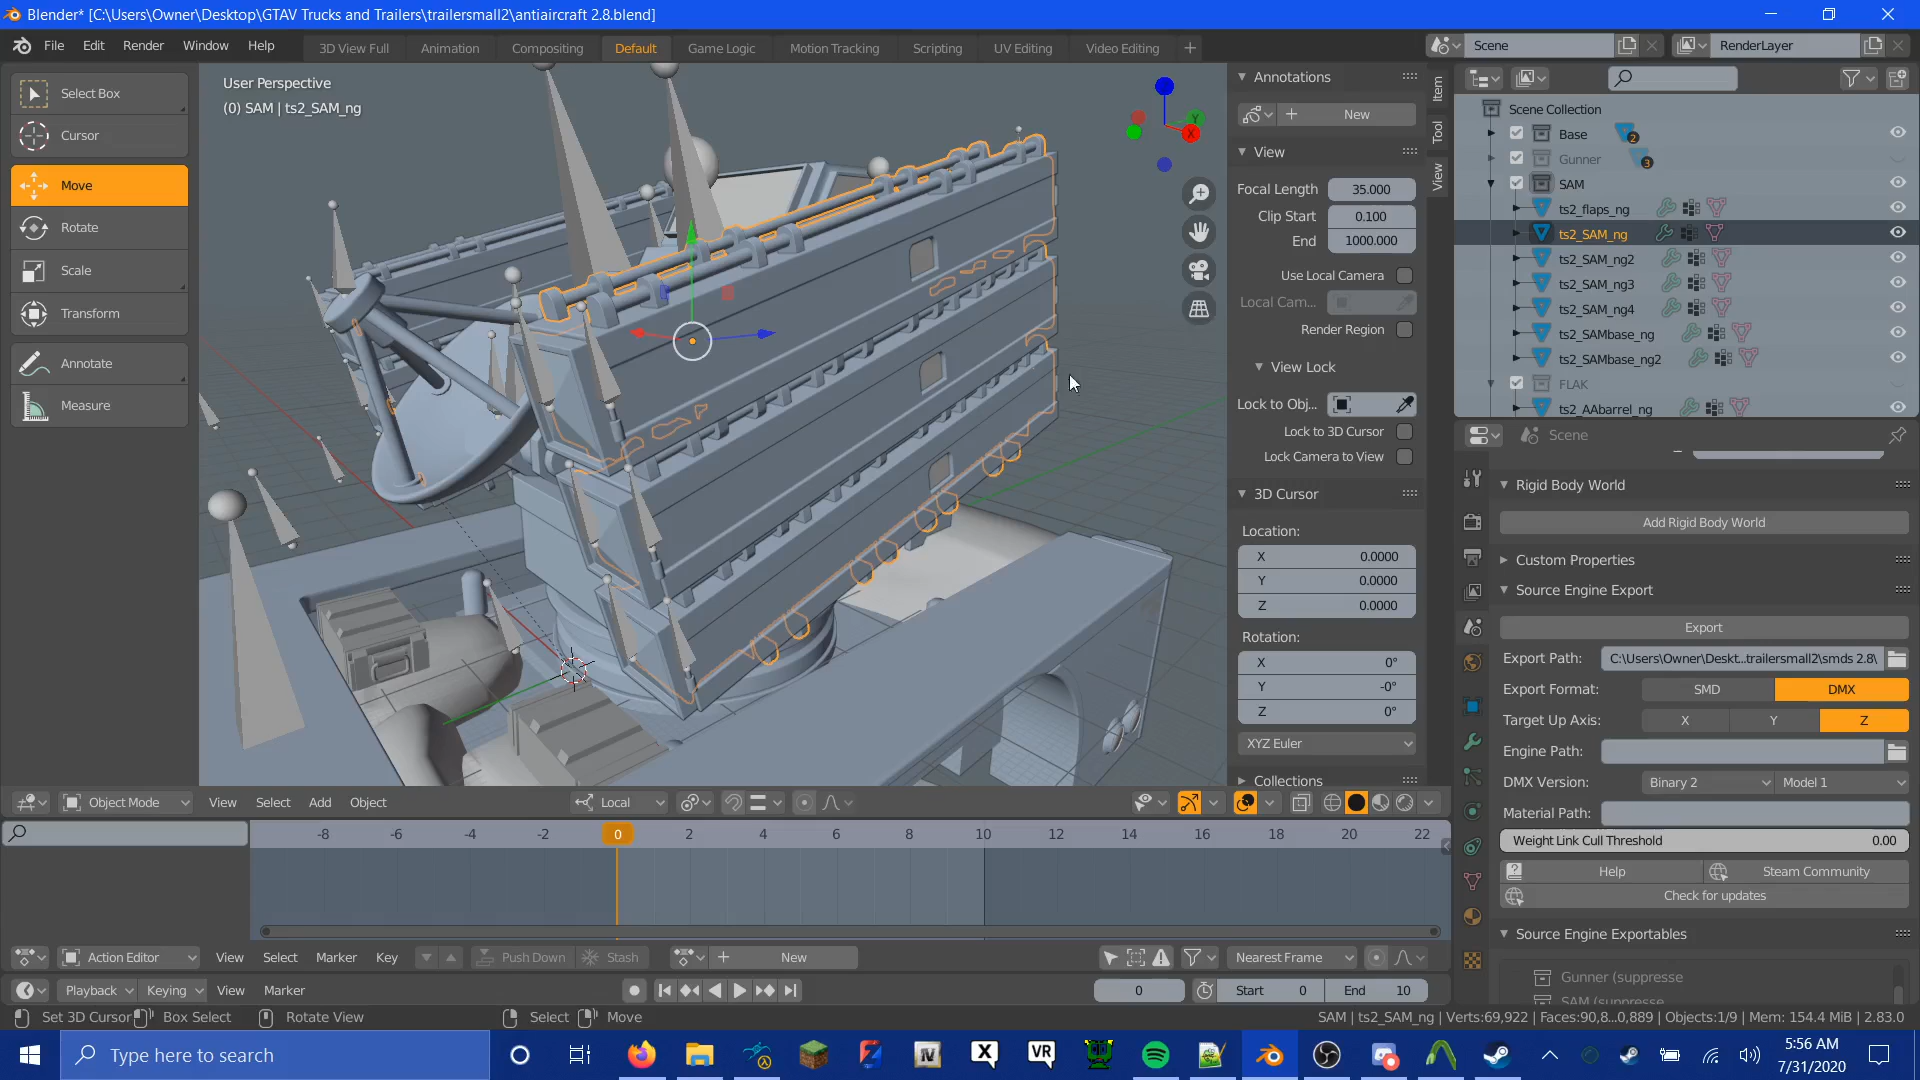 Blender* [C:\Users\Owner\Desktop\GTAV Trucks and Trailers\trailersmall2\antiaircraft 2.8.blend]
File Edit Render Window Help 3D View Full Animation Compositing Default Game Logic Motion Tracking Scripting UV Editing Video Editing + Scene RenderLayer
Select Box
Cursor
Move
Rotate
Scale
Transform
Annotate
Measure
User Perspective
(0) SAM | ts2_SAM_ng
Y
X
Annotations
New
View
Focal Length 35.000
Clip Start 0.100
End 1000.000
Use Local Camera
Local Cam...
Render Region
View Lock
Lock to Obj...
Lock to 3D Cursor
Lock Camera to View
3D Cursor
Location:
X 0.0000
Y 0.0000
Z 0.0000
Rotation:
X 0°
Y -0°
Z 0°
XYZ Euler
Collections
Item
Tool
View
Scene Collection
Base 2
Gunner 3
SAM
ts2_flaps_ng
ts2_SAM_ng
ts2_SAM_ng2
ts2_SAM_ng3
ts2_SAM_ng4
ts2_SAMbase_ng
ts2_SAMbase_ng2
FLAK
ts2_AAbarrel_ng
Scene
Rigid Body World
Add Rigid Body World
Custom Properties
Source Engine Export
Export
Export Path: C:\Users\Owner\Deskt...trailersmall2\smds 2.8\
Export Format: SMD DMX
Target Up Axis: X Y Z
Engine Path:
DMX Version: Binary 2 Model 1
Material Path:
Weight Link Cull Threshold 0.00
Help Steam Community
Check for updates
Source Engine Exportables
Gunner (suppresse
SAM (suppresse
Object Mode View Select Add Object Local
-8 -6 -4 -2 0 2 4 6 8 10 12 14 16 18 20 22
Action Editor View Select Marker Key Push Down Stash New Nearest Frame
Playback Keying View Marker 0 Start 0 End 10
Set 3D Cursor Box Select Rotate View Select Move SAM | ts2_SAM_ng | Verts:69,922 | Faces:90,8...0,889 | Objects:1/9 | Mem: 154.4 MiB | 2.83.0
Type here to search
X
VR
5:56 AM
7/31/2020